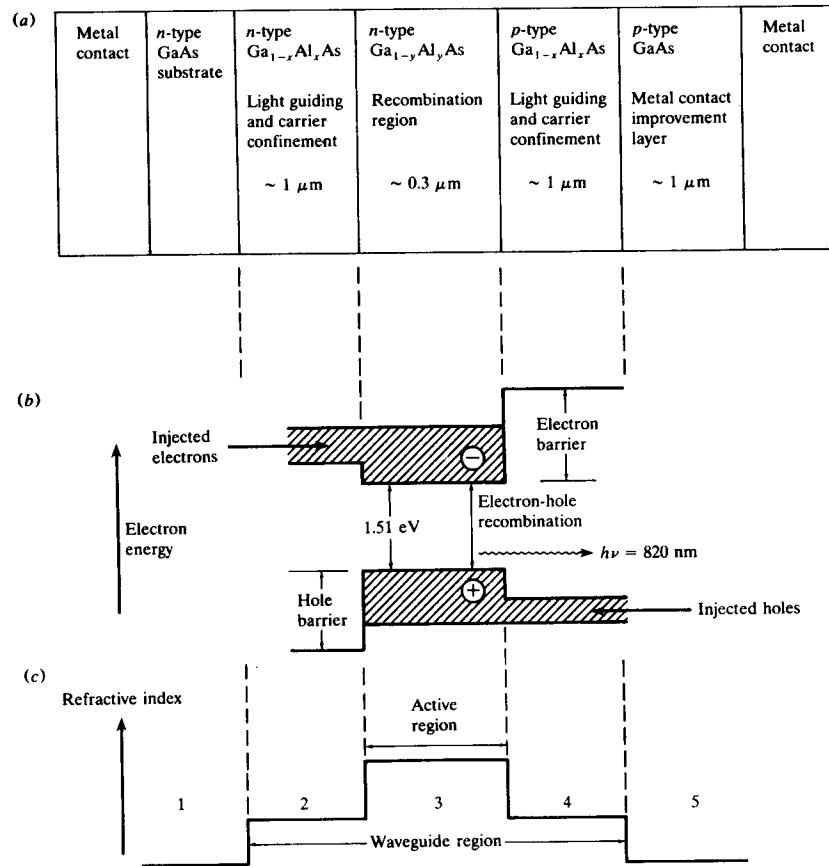 (a)
Metal
contact
n-type
GaAs
substrate
n-type
Ga₁₋ₓAlₓAs
Light guiding
and carrier
confinement
~ 1 μm
n-type
Ga₁₋yAlyAs
Recombination
region
~ 0.3 μm
p-type
Ga₁₋ₓAlₓAs
Light guiding
and carrier
confinement
~ 1 μm
p-type
GaAs
Metal contact
improvement
layer
~ 1 μm
Metal
contact
(b)
Injected
electrons
Electron
barrier
−
Electron
energy
1.51 eV
Electron-hole
recombination
hν = 820 nm
Hole
barrier
+
Injected holes
(c)
Refractive index
Active
region
1
2
3
4
5
Waveguide region